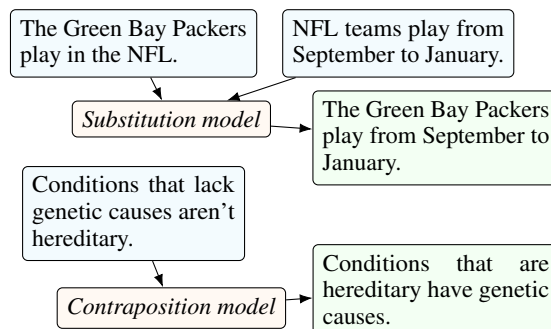 The Green Bay Packers
play in the NFL.
NFL teams play from
September to January.
Substitution model
The Green Bay Packers
play from September to
January.
Conditions that lack
genetic causes aren't
hereditary.
Contraposition model
Conditions that are
hereditary have genetic
causes.